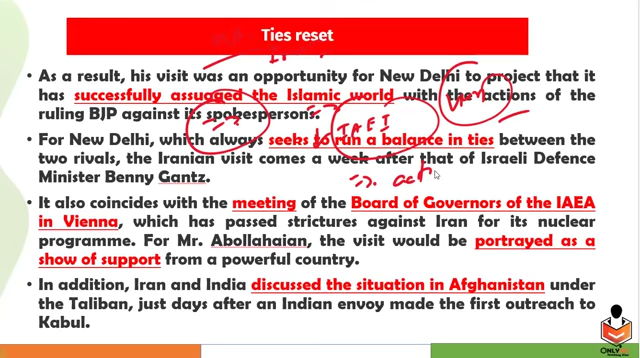 Ties reset
As a result, his visit was an opportunity for New Delhi to project that it
has successfully assuaged the Islamic world with the actions of the
ruling BJP against its spokespersons.
For New Delhi, which always seeks to run a balance in ties between
the two rivals, the Iranian visit comes a week after that of Israeli Defence
Minister Benny Gantz.
It also coincides with the meeting of the Board of Governors of the IAEA
in Vienna, which has passed strictures against Iran for its nuclear
programme. For Mr. Abollahaian, the visit would be portrayed as a
show of support from a powerful country.
In addition, Iran and India discussed the situation in Afghanistan under
the Taliban, just days after an Indian envoy made the first outreach to
Kabul.